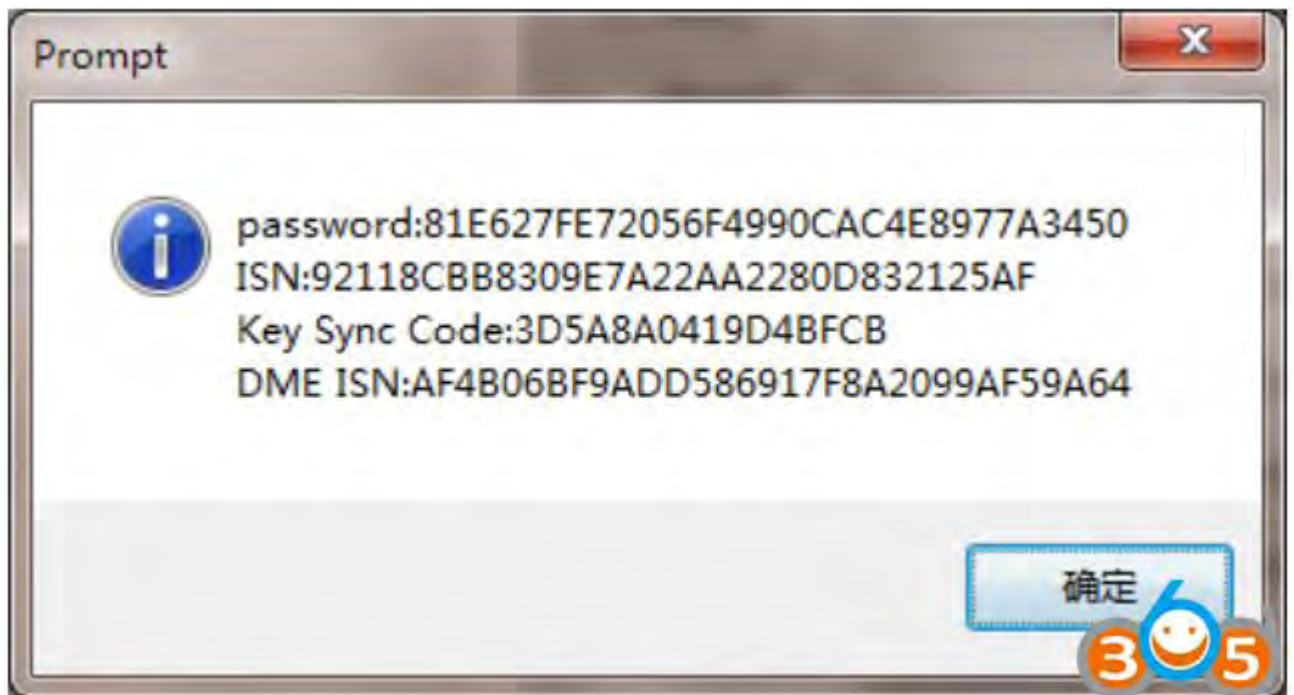 Prompt
password:81E627FE72056F4990CAC4E8977A3450
ISN:92118CBB8309E7A22AA2280D832125AF
Key Sync Code:3D5A8A0419D4BFCB
DME ISN:AF4B06BF9ADD586917F8A2099AF59A64
确定
365